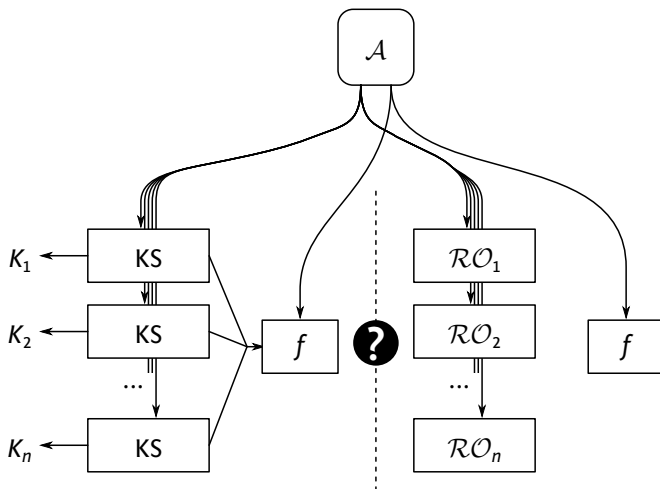 𝒜
K₁ KS 𝓡𝓞₁
K₂ KS f ? 𝓡𝓞₂ f
... ...
Kₙ KS 𝓡𝓞ₙ